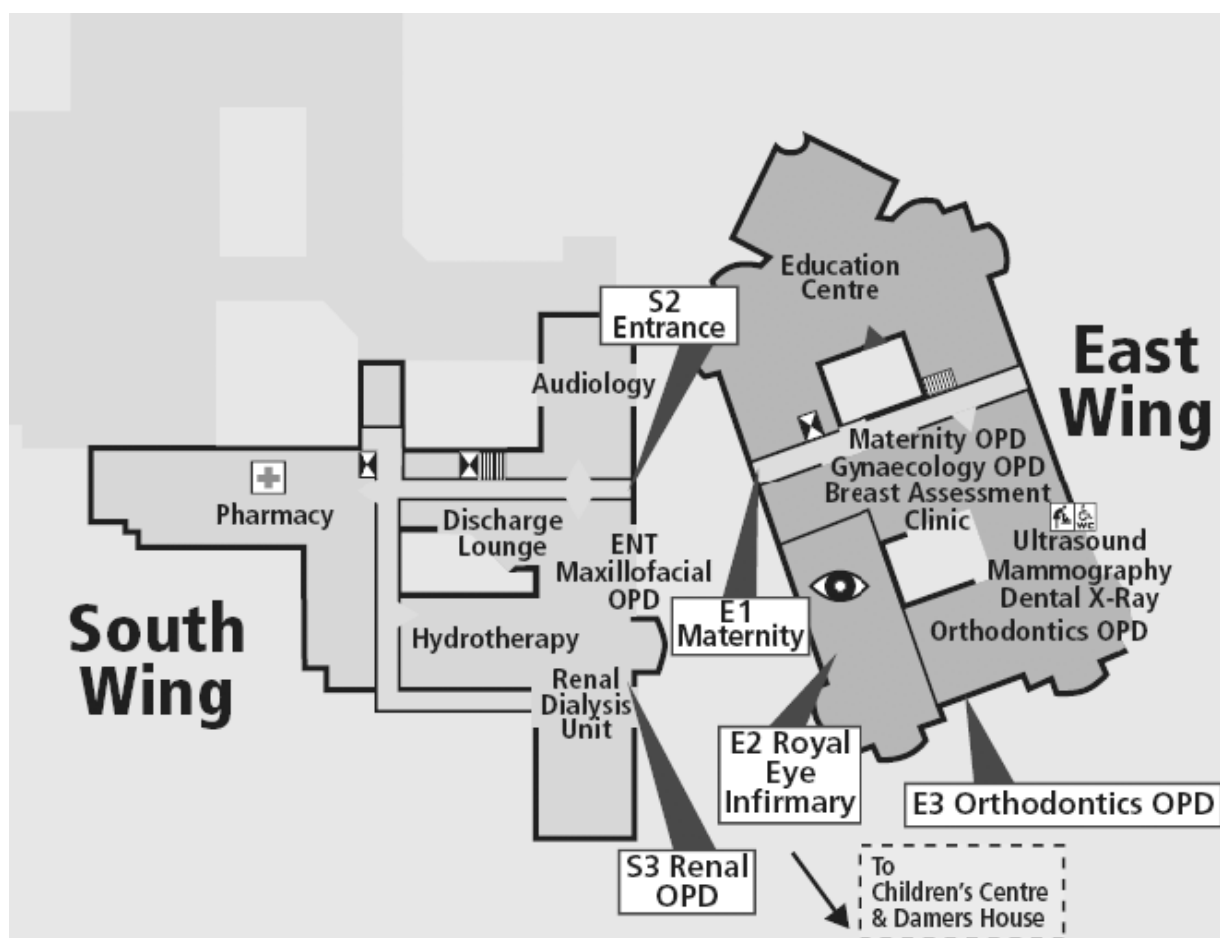 Education
Centre
S2
Entrance
East
Wing
Audiology
Maternity OPD
Gynaecology OPD
Breast Assessment
Clinic
Pharmacy
Discharge
Lounge
ENT
Maxillofacial
OPD
WC
Ultrasound
Mammography
Dental X-Ray
Orthodontics OPD
South
Wing
Hydrotherapy
E1
Maternity
Renal
Dialysis
Unit
E2 Royal
Eye
Infirmary
E3 Orthodontics OPD
S3 Renal
OPD
To
Children's Centre
& Damers House